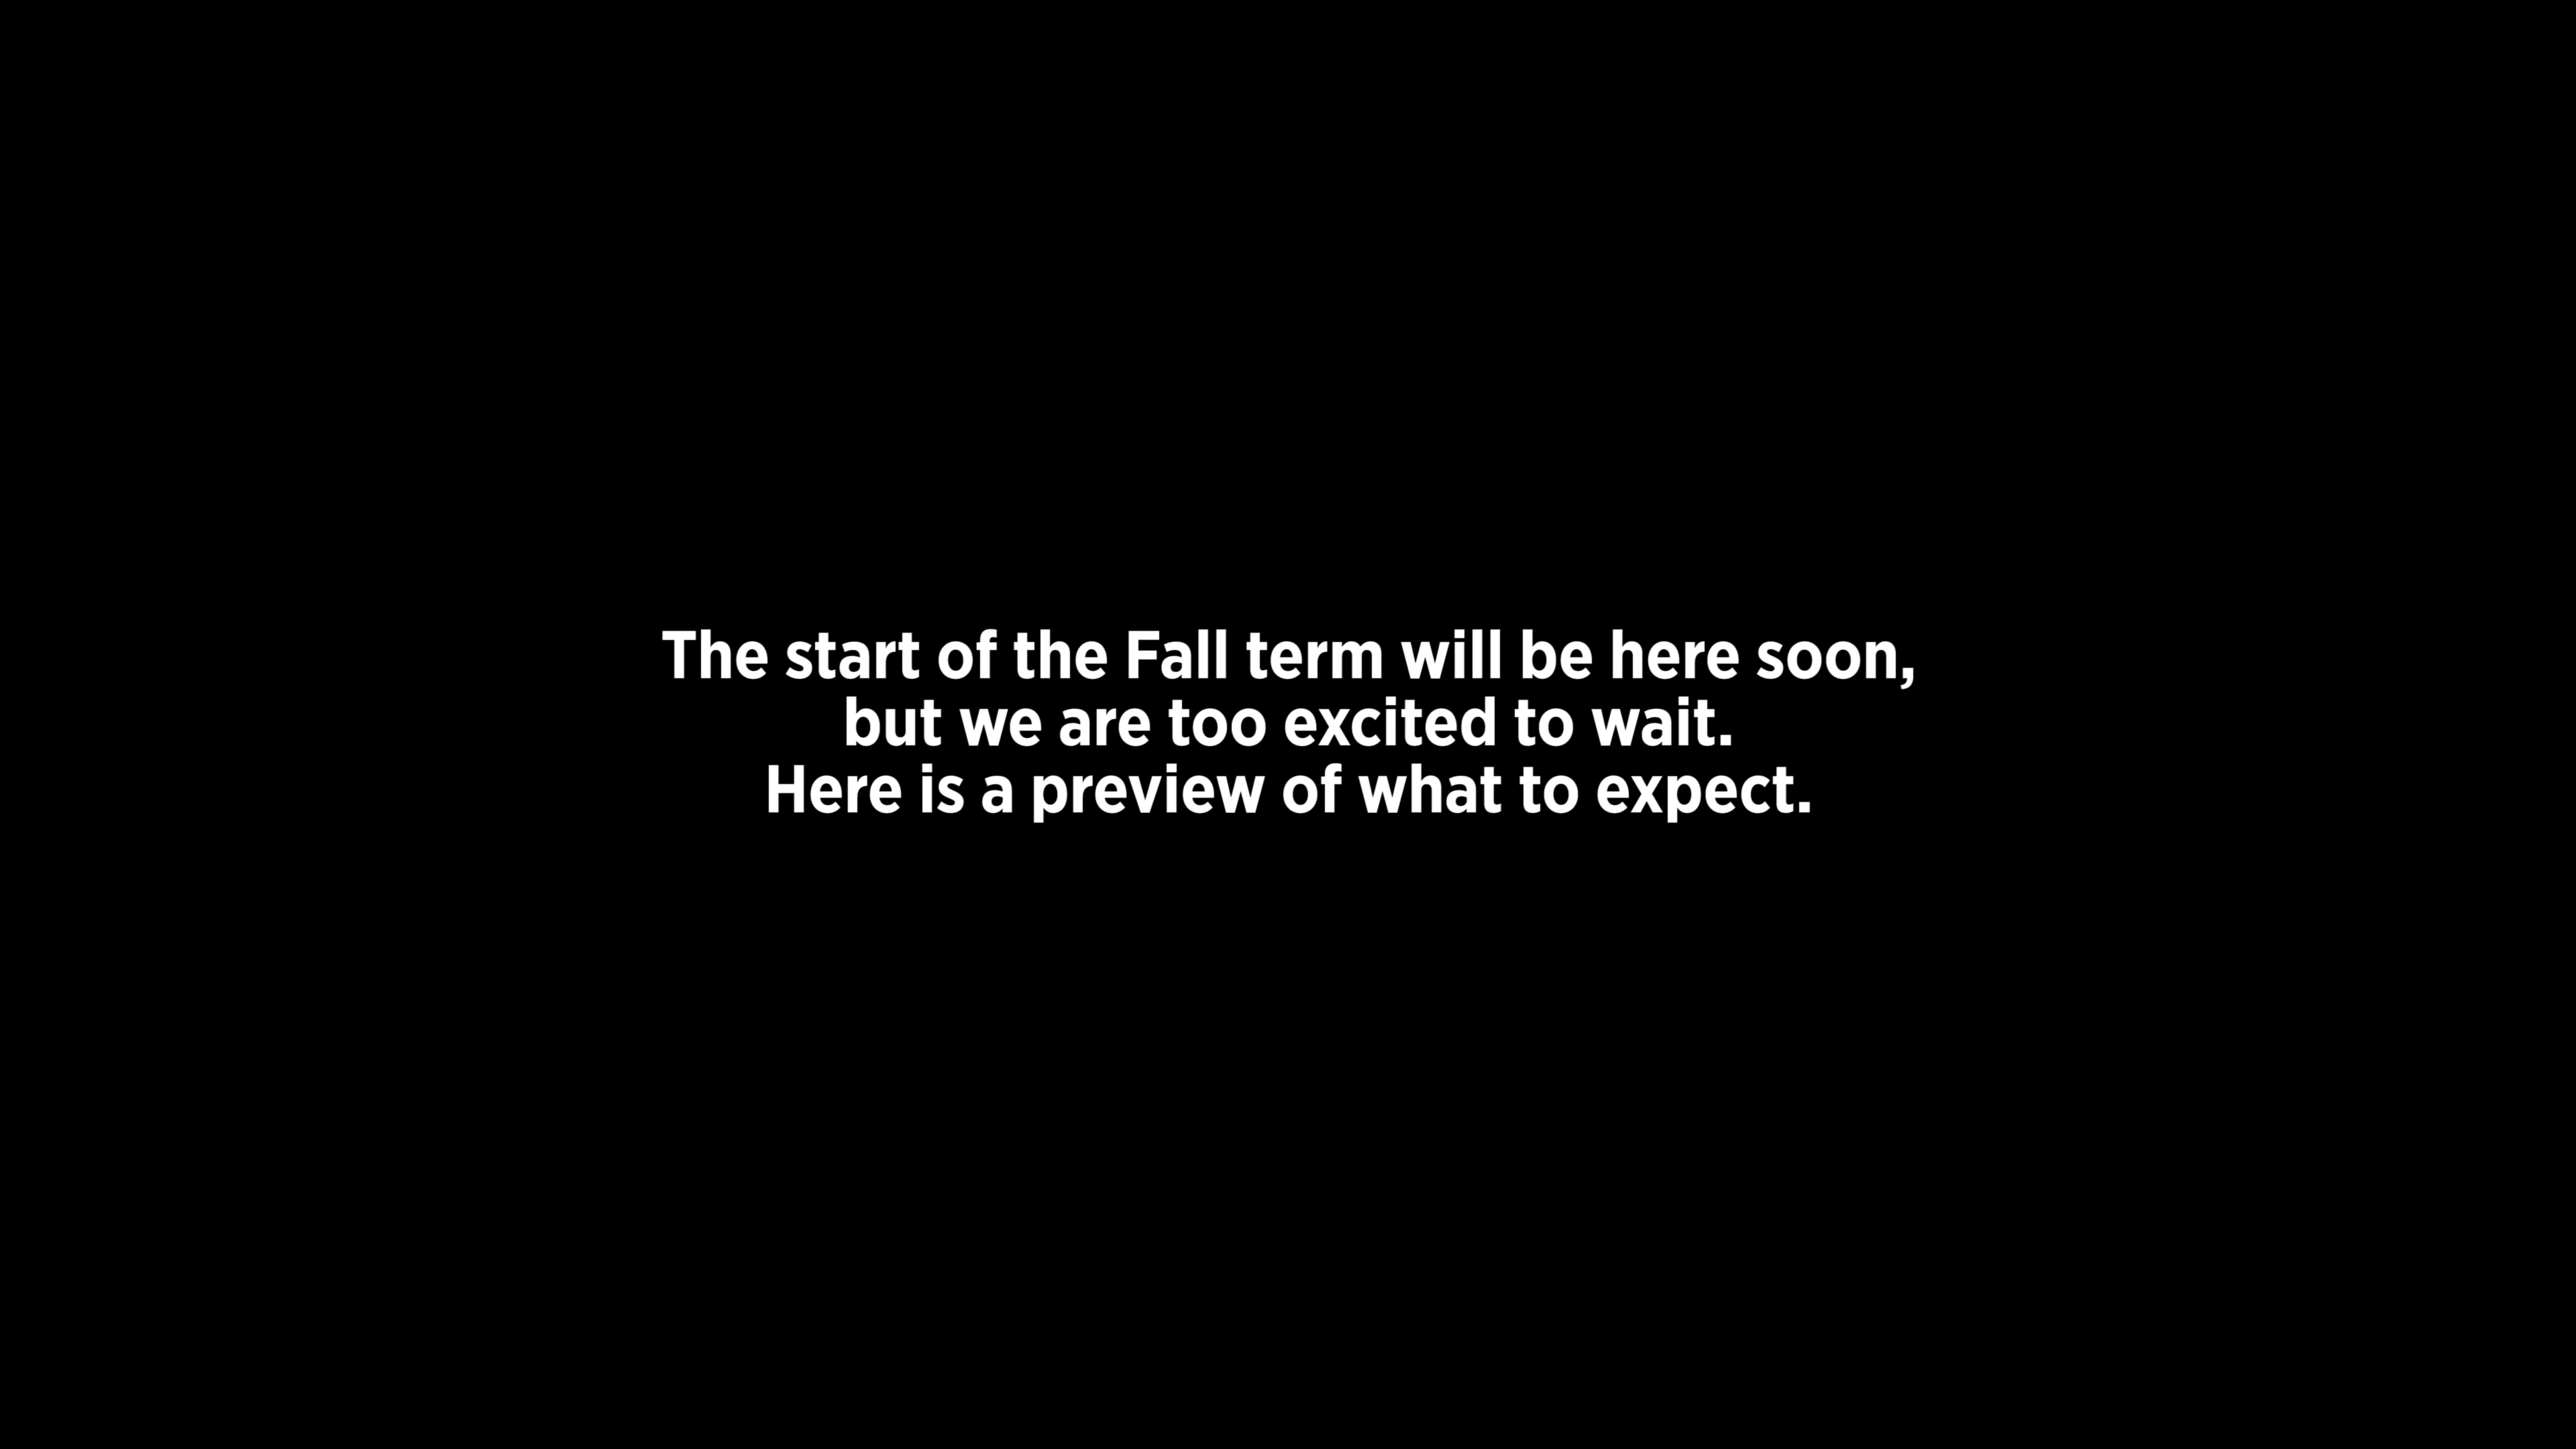 The start of the Fall term will be here soon,
but we are too excited to wait.
Here is a preview of what to expect.